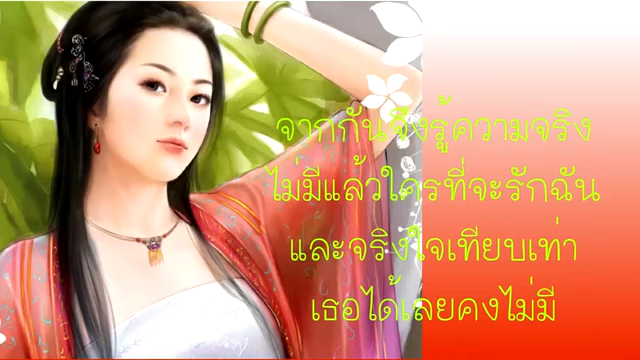 จากกันจึงรู้ความจริง
ไม่มีแล้วใครที่จะรักฉัน
และจริงใจเทียบเท่า
เธอได้เลยคงไม่มี